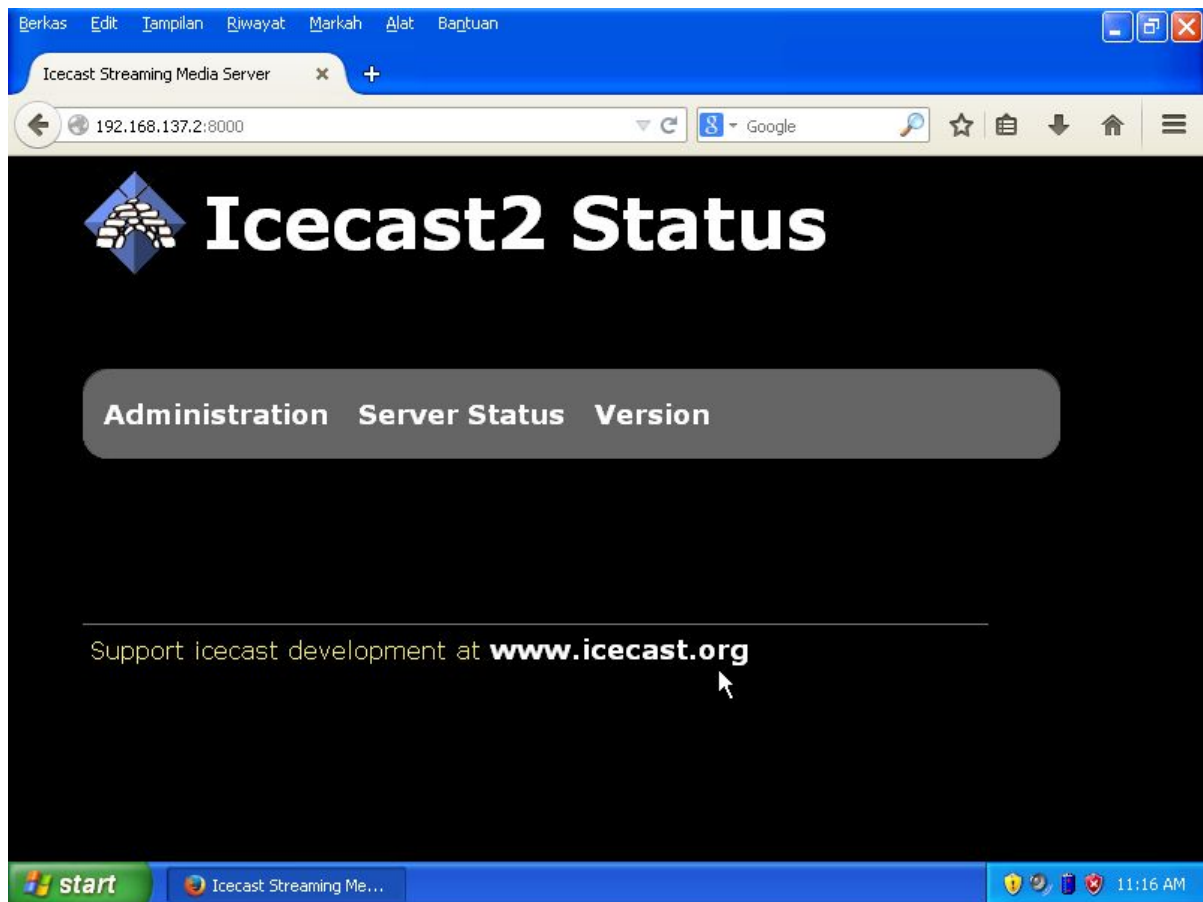 Berkas Edit Tampilan Riwayat Markah Alat Bantuan
Icecast Streaming Media Server
192.168.137.2:8000
Google
Icecast2 Status
Administration Server Status Version
Support icecast development at www.icecast.org
start
Icecast Streaming Me...
11:16 AM